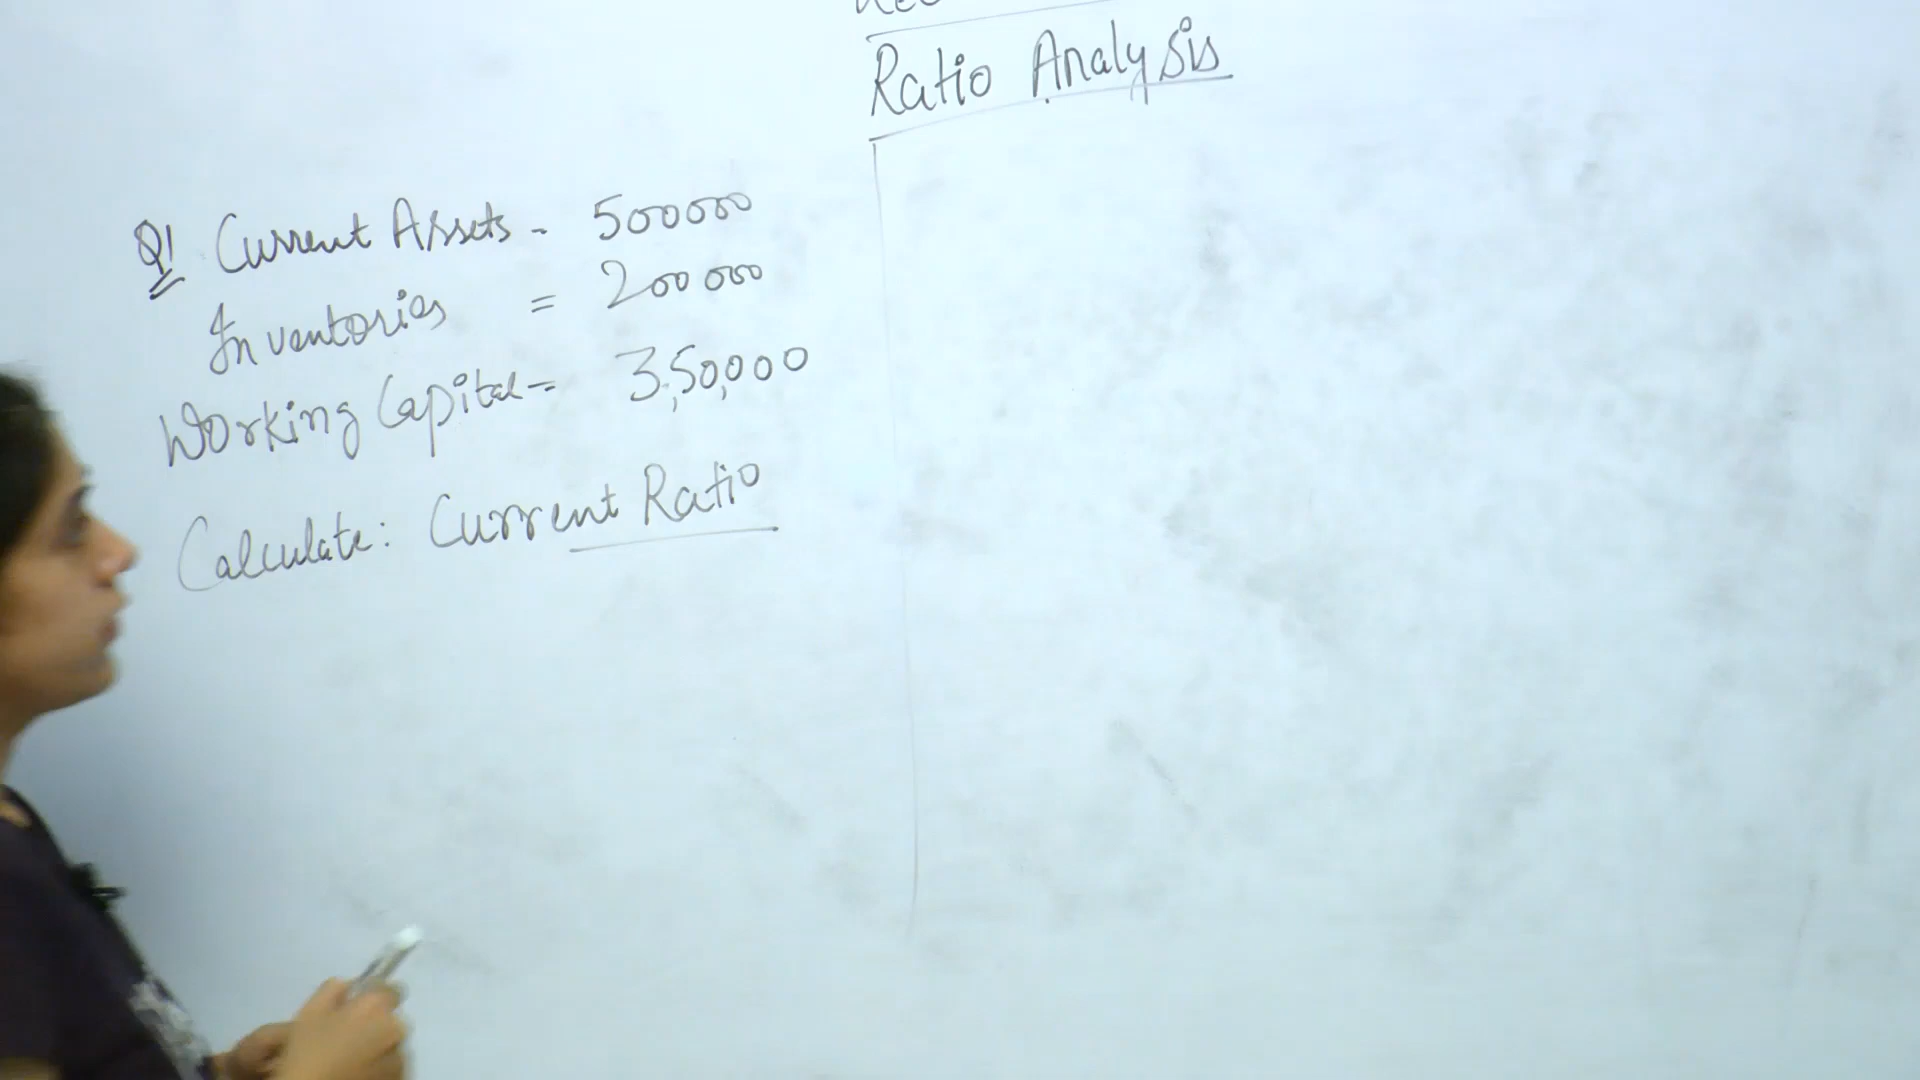 Ratio Analysis
Q1 Current Assets - 500000
Inventories = 200000
Working Capital = 3,50,000
Calculate: Current Ratio